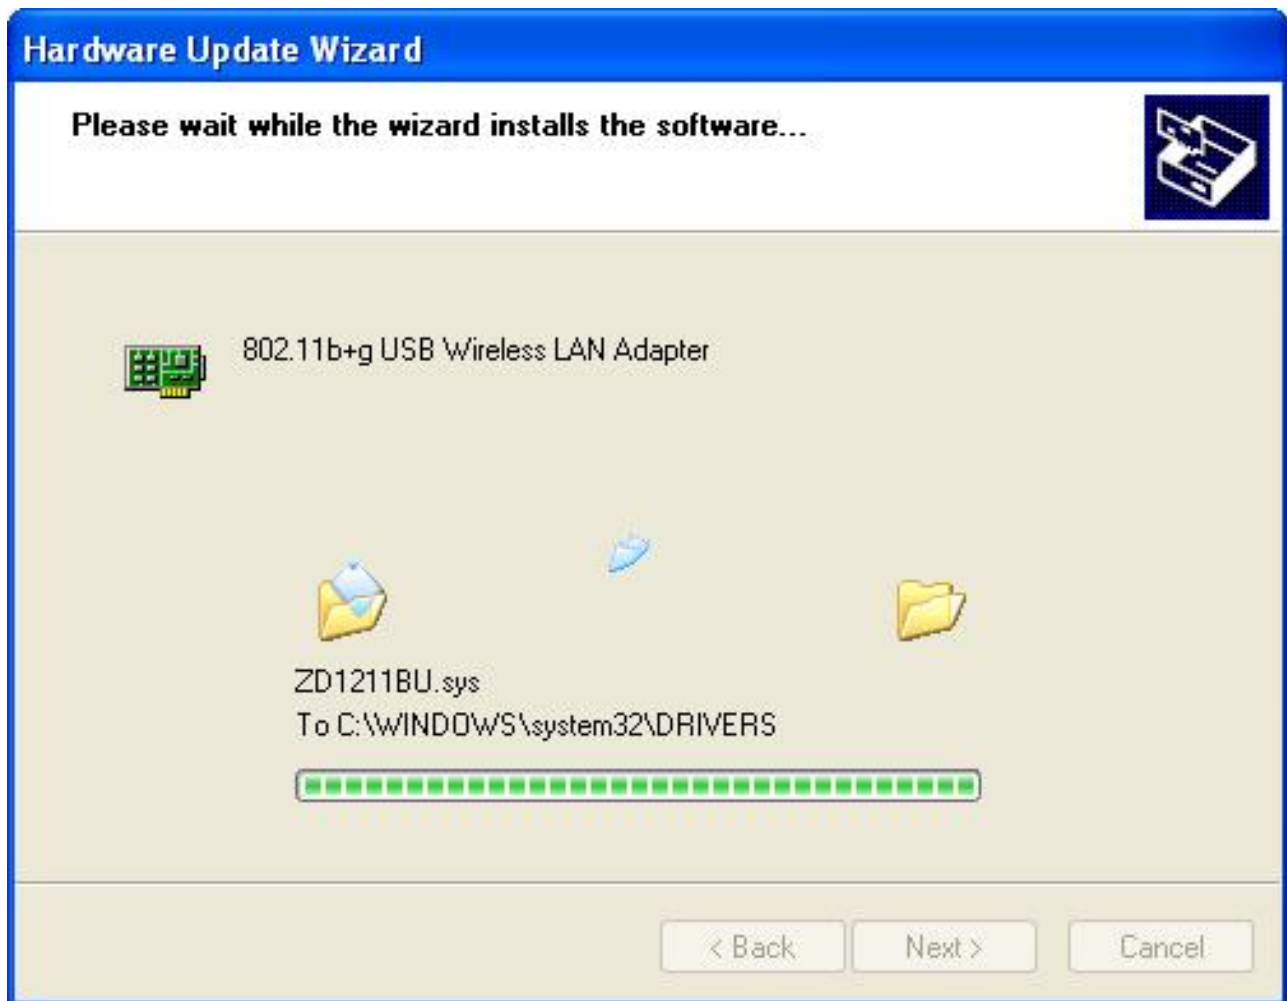 Hardware Update Wizard
Please wait while the wizard installs the software...
802.11b+g USB Wireless LAN Adapter
ZD1211BU.sys
To C:\WINDOWS\system32\DRIVERS
< Back
Next >
Cancel